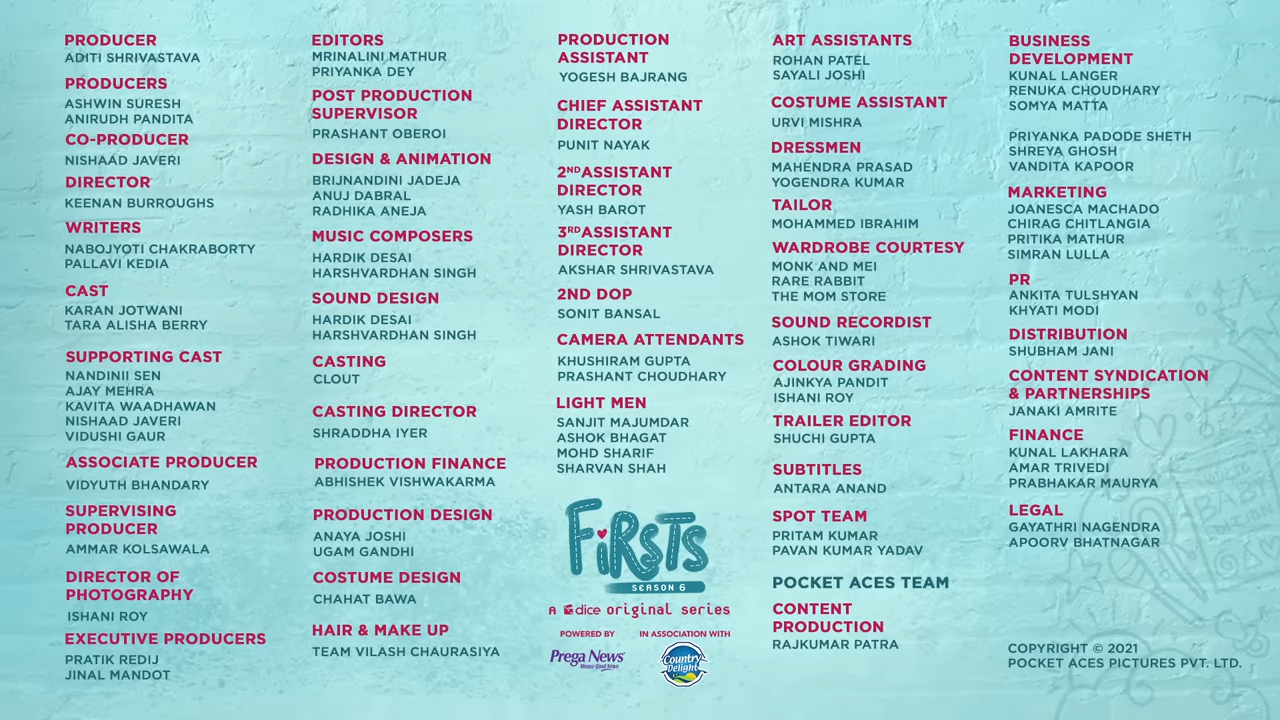 PRODUCER
ADITI SHRIVASTAVA
PRODUCERS
ASHWIN SURESH
ANIRUDH PANDITA
CO-PRODUCER
NISHAAD JAVERI
DIRECTOR
KEENAN BURROUGHS
WRITERS
NABOJYOTI CHAKRABORTY
PALLAVI KEDIA
CAST
KARAN JOTWANI
TARA ALISHA BERRY
SUPPORTING CAST
NANDINII SEN
AJAY MEHRA
KAVITA WAADHAWAN
NISHAAD JAVERI
VIDUSHI GAUR
ASSOCIATE PRODUCER
VIDYUTH BHANDARY
SUPERVISING
PRODUCER
AMMAR KOLSAWALA
DIRECTOR OF
PHOTOGRAPHY
ISHANI ROY
EXECUTIVE PRODUCERS
PRATIK REDIJ
JINAL MANDOT
EDITORS
MRINALINI MATHUR
PRIYANKA DEY
POST PRODUCTION
SUPERVISOR
PRASHANT OBEROI
DESIGN & ANIMATION
BRIJNANDINI JADEJA
ANUJ DABRAL
RADHIKA ANEJA
MUSIC COMPOSERS
HARDIK DESAI
HARSHVARDHAN SINGH
SOUND DESIGN
HARDIK DESAI
HARSHVARDHAN SINGH
CASTING
CLOUT
CASTING DIRECTOR
SHRADDHA IYER
PRODUCTION FINANCE
ABHISHEK VISHWAKARMA
PRODUCTION DESIGN
ANAYA JOSHI
UGAM GANDHI
COSTUME DESIGN
CHAHAT BAWA
HAIR & MAKE UP
TEAM VILASH CHAURASIYA
PRODUCTION
ASSISTANT
YOGESH BAJRANG
CHIEF ASSISTANT
DIRECTOR
PUNIT NAYAK
2ND ASSISTANT
DIRECTOR
YASH BAROT
3RD ASSISTANT
DIRECTOR
AKSHAR SHRIVASTAVA
2ND DOP
SONIT BANSAL
CAMERA ATTENDANTS
KHUSHIRAM GUPTA
PRASHANT CHOUDHARY
LIGHT MEN
SANJIT MAJUMDAR
ASHOK BHAGAT
MOHD SHARIF
SHARVAN SHAH
FiRSTS
SEASON 6
A dice original series
POWERED BY
Prega News
IN ASSOCIATION WITH
Country
Delight
ART ASSISTANTS
ROHAN PATEL
SAYALI JOSHI
COSTUME ASSISTANT
URVI MISHRA
DRESSMEN
MAHENDRA PRASAD
YOGENDRA KUMAR
TAILOR
MOHAMMED IBRAHIM
WARDROBE COURTESY
MONK AND MEI
RARE RABBIT
THE MOM STORE
SOUND RECORDIST
ASHOK TIWARI
COLOUR GRADING
AJINKYA PANDIT
ISHANI ROY
TRAILER EDITOR
SHUCHI GUPTA
SUBTITLES
ANTARA ANAND
SPOT TEAM
PRITAM KUMAR
PAVAN KUMAR YADAV
POCKET ACES TEAM
CONTENT
PRODUCTION
RAJKUMAR PATRA
BUSINESS
DEVELOPMENT
KUNAL LANGER
RENUKA CHOUDHARY
SOMYA MATTA
PRIYANKA PADODE SHETH
SHREYA GHOSH
VANDITA KAPOOR
MARKETING
JOANESCA MACHADO
CHIRAG CHITLANGIA
PRITIKA MATHUR
SIMRAN LULLA
PR
ANKITA TULSHYAN
KHYATI MODI
DISTRIBUTION
SHUBHAM JANI
CONTENT SYNDICATION
& PARTNERSHIPS
JANAKI AMRITE
FINANCE
KUNAL LAKHARA
AMAR TRIVEDI
PRABHAKAR MAURYA
LEGAL
GAYATHRI NAGENDRA
APOORV BHATNAGAR
COPYRIGHT © 2021
POCKET ACES PICTURES PVT. LTD.